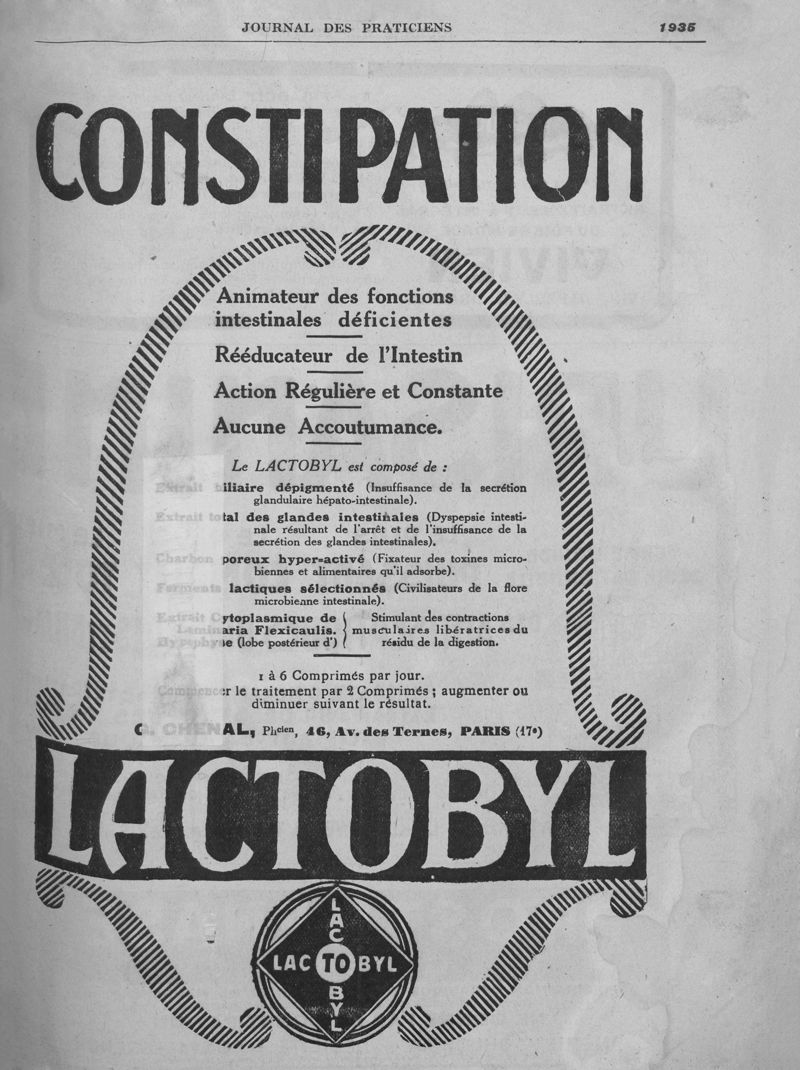 JOURNAL DES PRATICIENS 1935
CONSTIPATION
Animateur des fonctions
intestinales déficientes
Rééducateur de l'Intestin
Action Régulière et Constante
Aucune Accoutumance.
Le LACTOBYL est composé de :
Extrait biliaire dépigmenté (Insuffisance de la secrétion
glandulaire hépato-intestinale).
Extrait total des glandes intestinales (Dyspepsie intesti-
nale résultant de l'arrêt et de l'insuffisance de la
secrétion des glandes intestinales).
Charbon poreux hyper-activé (Fixateur des toxines micro-
biennes et alimentaires qu'il adsorbe).
Ferments lactiques sélectionnés (Civilisateurs de la flore
microbienne intestinale).
Extrait Cytoplasmique de Stimulant des contractions
Laminaria Flexicaulis. musculaires libératrices du
Hypophyse (lobe postérieur d') résidu de la digestion.
1 à 6 Comprimés par jour.
Commencer le traitement par 2 Comprimés ; augmenter ou
diminuer suivant le résultat.
G. CHENAL, Phcien, 46, Av. des Ternes, PARIS (17e)
LACTOBYL
LAC
TO
BYL
LAC TO BYL